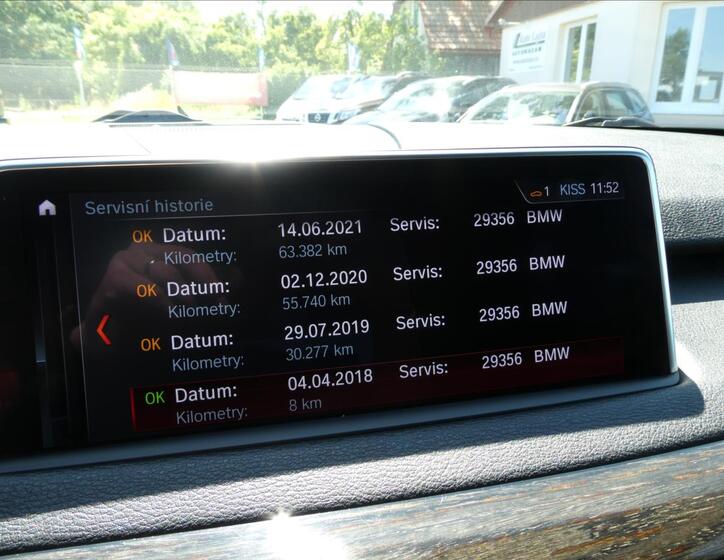 AUTOBAZAR
Servisní historie
1 KISS 11:52
OK Datum: 14.06.2021 Servis: 29356 BMW
Kilometry: 63.382 km
OK Datum: 02.12.2020 Servis: 29356 BMW
Kilometry: 55.740 km
OK Datum: 29.07.2019 Servis: 29356 BMW
Kilometry: 30.277 km
OK Datum: 04.04.2018 Servis: 29356 BMW
Kilometry: 8 km